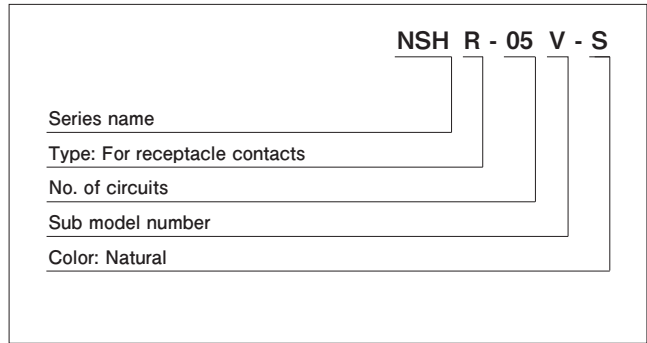 NSH R - 05 V - S
Series name
Type: For receptacle contacts
No. of circuits
Sub model number
Color: Natural